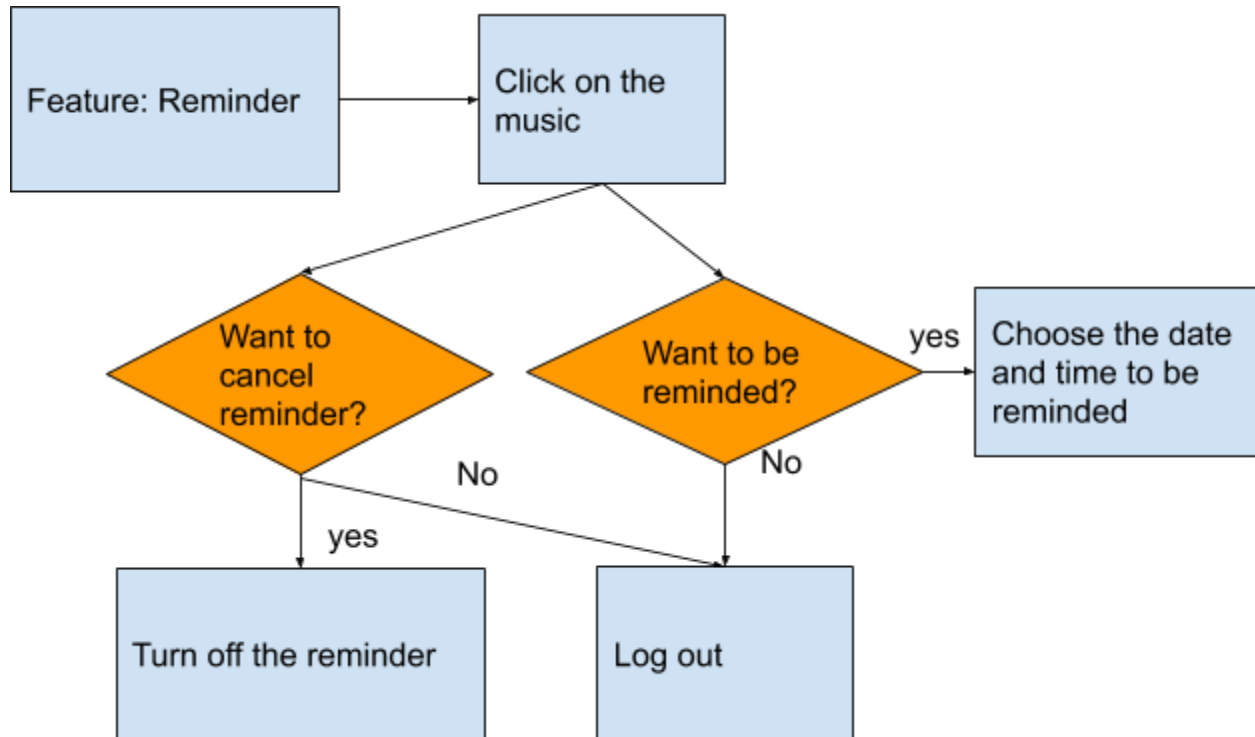 Feature: Reminder
Click on the
music
Want to
cancel
reminder?
Want to be
reminded?
yes
Choose the date
and time to be
reminded
No
No
yes
Turn off the reminder
Log out